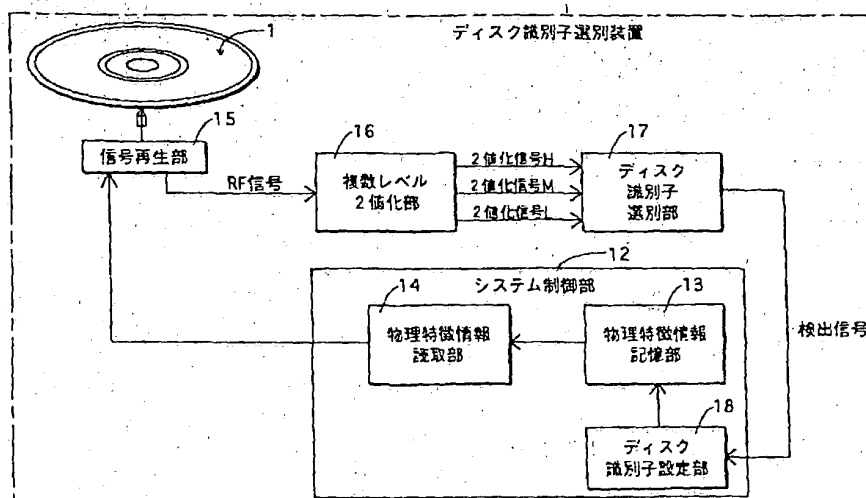 ディスク識別子選別装置
1
15
信号再生部
RF信号
16
複数レベル
2値化部
2値化信号H
2値化信号M
2値化信号L
17
ディスク
識別子
選別部
12
システム制御部
14
物理特徴情報
読取部
13
物理特徴情報
記憶部
検出信号
18
ディスク
識別子設定部